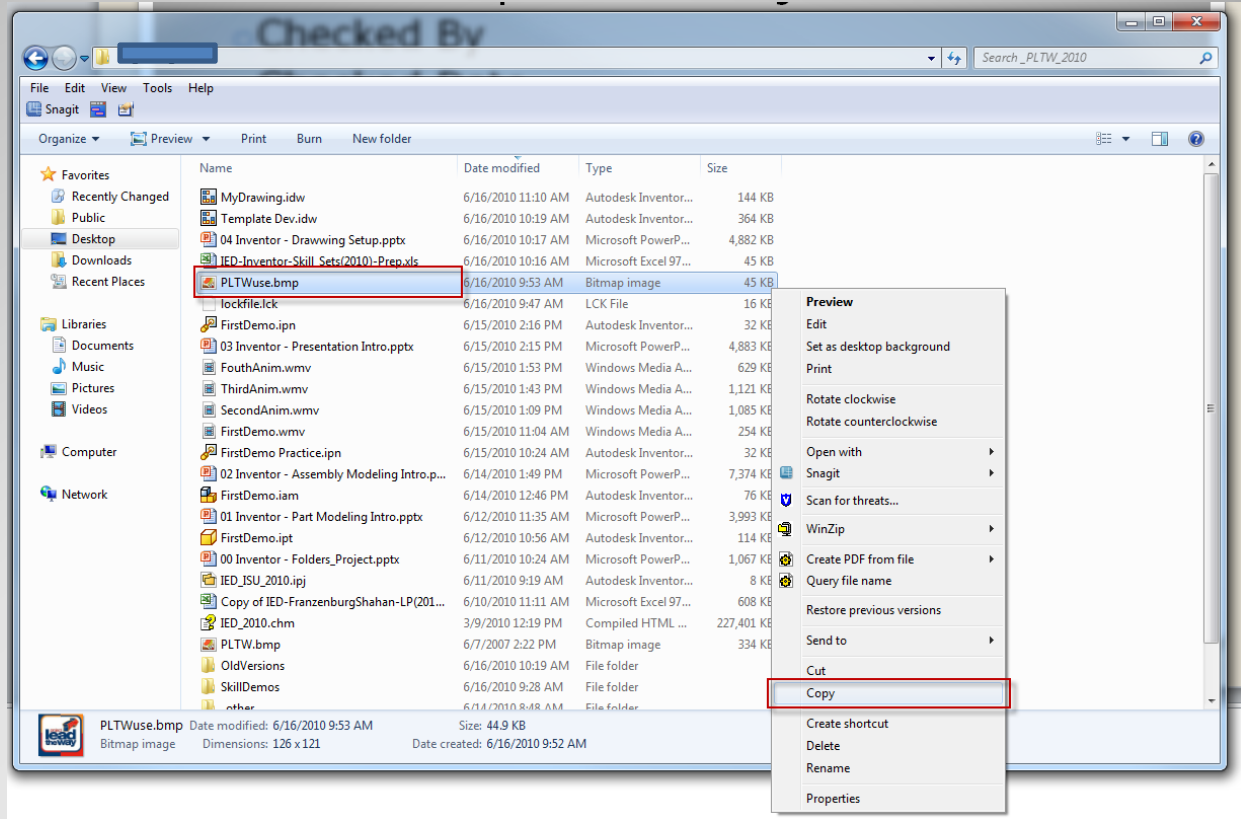 Checked By
Search _PLTW_2010
File Edit View Tools Help
Snagit
Organize Preview Print Burn New folder
Name Date modified Type Size
Favorites
Recently Changed
Public
Desktop
Downloads
Recent Places
Libraries
Documents
Music
Pictures
Videos
Computer
Network
MyDrawing.idw 6/16/2010 11:10 AM Autodesk Inventor... 144 KB
Template Dev.idw 6/16/2010 10:19 AM Autodesk Inventor... 364 KB
04 Inventor - Drawwing Setup.pptx 6/16/2010 10:17 AM Microsoft PowerP... 4,882 KB
IED-Inventor-Skill_Sets(2010)-Prep.xls 6/16/2010 10:16 AM Microsoft Excel 97... 45 KB
PLTWuse.bmp 6/16/2010 9:53 AM Bitmap image 45 KB
lockfile.lck 6/16/2010 9:47 AM LCK File 16 KB
FirstDemo.ipn 6/15/2010 2:16 PM Autodesk Inventor... 32 KB
03 Inventor - Presentation Intro.pptx 6/15/2010 2:15 PM Microsoft PowerP... 4,883 KB
FouthAnim.wmv 6/15/2010 1:53 PM Windows Media A... 629 KB
ThirdAnim.wmv 6/15/2010 1:43 PM Windows Media A... 1,121 KB
SecondAnim.wmv 6/15/2010 1:09 PM Windows Media A... 1,085 KB
FirstDemo.wmv 6/15/2010 11:04 AM Windows Media A... 254 KB
FirstDemo Practice.ipn 6/15/2010 10:24 AM Autodesk Inventor... 32 KB
02 Inventor - Assembly Modeling Intro.p... 6/14/2010 1:49 PM Microsoft PowerP... 7,374 KB
FirstDemo.iam 6/14/2010 12:46 PM Autodesk Inventor... 76 KB
01 Inventor - Part Modeling Intro.pptx 6/12/2010 11:35 AM Microsoft PowerP... 3,993 KB
FirstDemo.ipt 6/12/2010 10:56 AM Autodesk Inventor... 114 KB
00 Inventor - Folders_Project.pptx 6/11/2010 10:24 AM Microsoft PowerP... 1,067 KB
IED_ISU_2010.ipj 6/11/2010 9:19 AM Autodesk Inventor... 8 KB
Copy of IED-FranzenburgShahan-LP(201... 6/10/2010 11:11 AM Microsoft Excel 97... 608 KB
IED_2010.chm 3/9/2010 12:19 PM Compiled HTML ... 227,401 KB
PLTW.bmp 6/7/2007 2:22 PM Bitmap image 334 KB
OldVersions 6/16/2010 10:19 AM File folder
SkillDemos 6/16/2010 9:28 AM File folder
_other 6/14/2010 8:48 AM File folder
Preview
Edit
Set as desktop background
Print
Rotate clockwise
Rotate counterclockwise
Open with
Snagit
Scan for threats...
WinZip
Create PDF from file
Query file name
Restore previous versions
Send to
Cut
Copy
Create shortcut
Delete
Rename
Properties
lead
the way
PLTWuse.bmp Date modified: 6/16/2010 9:53 AM Size: 44.9 KB
Bitmap image Dimensions: 126 x 121 Date created: 6/16/2010 9:52 AM